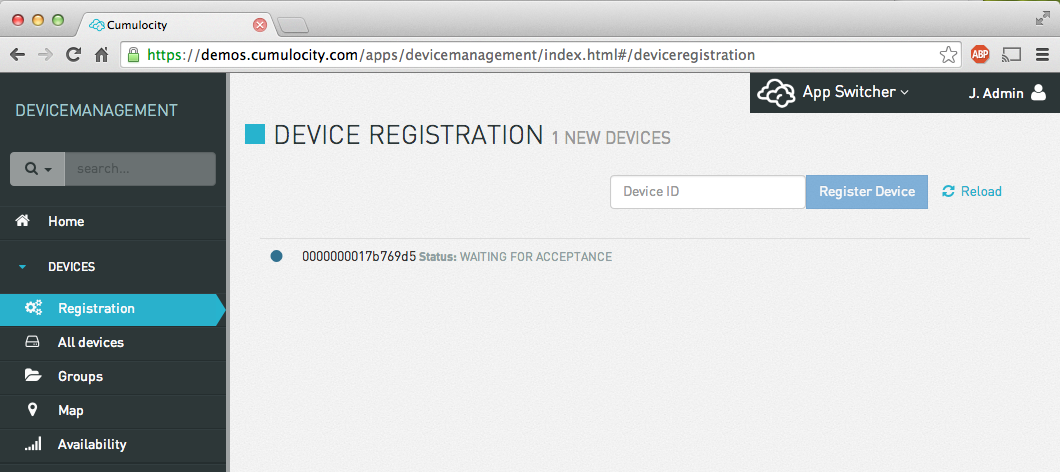 Cumulocity
https://demos.cumulocity.com/apps/devicemanagement/index.html#/deviceregistration
ABP
App Switcher
J. Admin
DEVICEMANAGEMENT
search...
Home
DEVICES
Registration
All devices
Groups
Map
Availability
DEVICE REGISTRATION 1 NEW DEVICES
Device ID
Register Device
Reload
0000000017b769d5 Status: WAITING FOR ACCEPTANCE